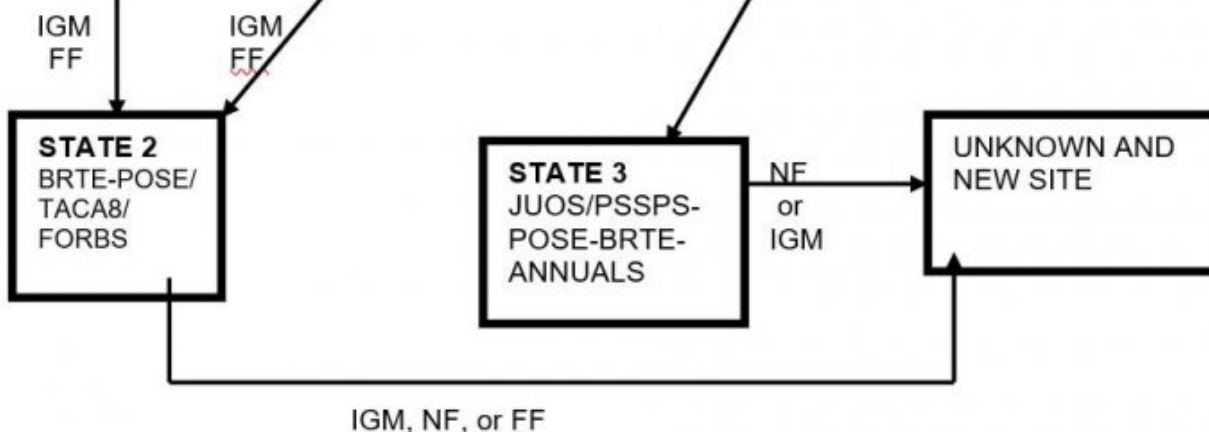 IGM
FF
IGM
FF
STATE 2
BRTE-POSE/
TACA8/
FORBS
STATE 3
JUOS/PSSPS-
POSE-BRTE-
ANNUALS
NF
or
IGM
UNKNOWN AND
NEW SITE
IGM, NF, or FF